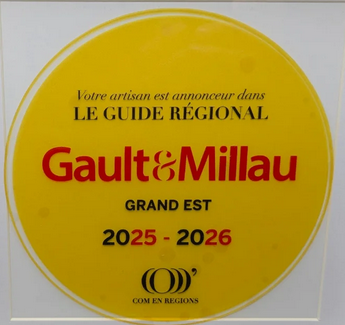 Votre artisan est annonceur dans
LE GUIDE RÉGIONAL
Gault&Millau
GRAND EST
2025 - 2026
COM EN REGIONS